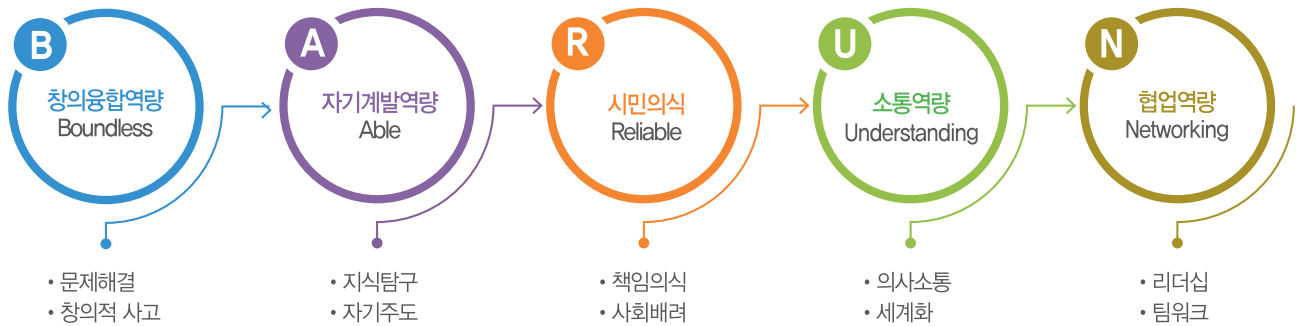 B
창의융합역량
Boundless
• 문제해결
• 창의적 사고
A
자기계발역량
Able
• 지식탐구
• 자기주도
R
시민의식
Reliable
• 책임의식
• 사회배려
U
소통역량
Understanding
• 의사소통
• 세계화
N
협업역량
Networking
• 리더십
• 팀워크